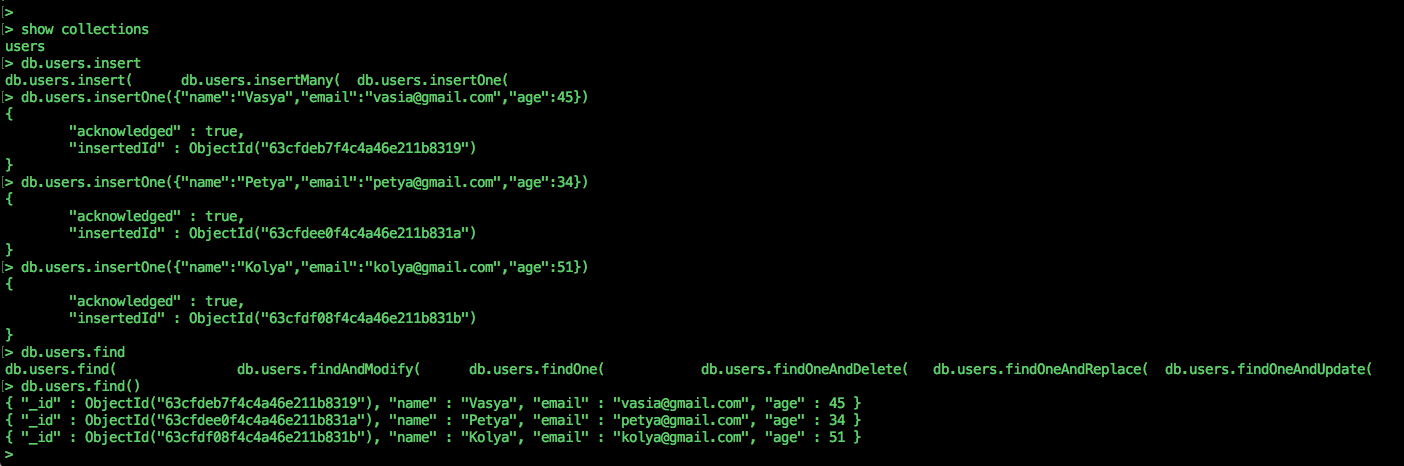 >
> show collections
users
> db.users.insert
db.users.insert(      db.users.insertMany(  db.users.insertOne(
> db.users.insertOne({"name":"Vasya","email":"vasia@gmail.com","age":45})
{
        "acknowledged" : true,
        "insertedId" : ObjectId("63cfdeb7f4c4a46e211b8319")
}
> db.users.insertOne({"name":"Petya","email":"petya@gmail.com","age":34})
{
        "acknowledged" : true,
        "insertedId" : ObjectId("63cfdee0f4c4a46e211b831a")
}
> db.users.insertOne({"name":"Kolya","email":"kolya@gmail.com","age":51})
{
        "acknowledged" : true,
        "insertedId" : ObjectId("63cfdf08f4c4a46e211b831b")
}
> db.users.find
db.users.find(               db.users.findAndModify(      db.users.findOne(            db.users.findOneAndDelete(   db.users.findOneAndReplace(  db.users.findOneAndUpdate(
> db.users.find()
{ "_id" : ObjectId("63cfdeb7f4c4a46e211b8319"), "name" : "Vasya", "email" : "vasia@gmail.com", "age" : 45 }
{ "_id" : ObjectId("63cfdee0f4c4a46e211b831a"), "name" : "Petya", "email" : "petya@gmail.com", "age" : 34 }
{ "_id" : ObjectId("63cfdf08f4c4a46e211b831b"), "name" : "Kolya", "email" : "kolya@gmail.com", "age" : 51 }
>